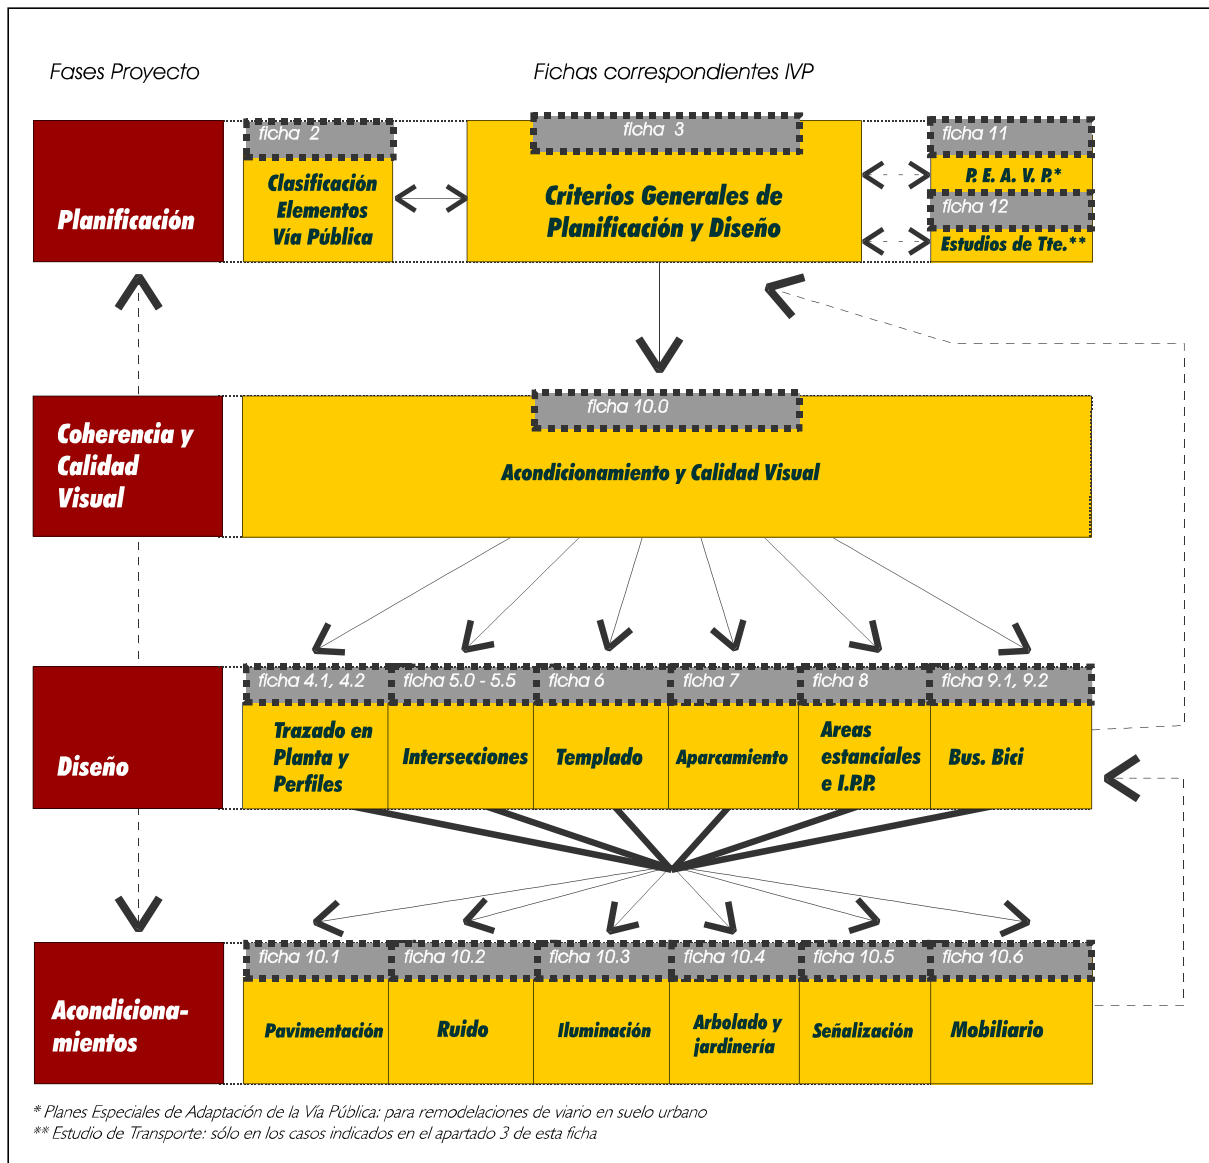 Fases Proyecto
Fichas correspondientes IVP
Planificación
ficha 2
Clasificación
Elementos
Vía Pública
ficha 3
Criterios Generales de
Planificación y Diseño
ficha 11
P. E. A. V. P.*
ficha 12
Estudios de Tte.**
Coherencia y
Calidad
Visual
ficha 10.0
Acondicionamiento y Calidad Visual
Diseño
ficha 4.1, 4.2
Trazado en
Planta y
Perfiles
ficha 5.0 - 5.5
Intersecciones
ficha 6
Templado
ficha 7
Aparcamiento
ficha 8
Areas
estanciales
e I.P.P.
ficha 9.1, 9.2
Bus. Bici
Acondiciona-
mientos
ficha 10.1
Pavimentación
ficha 10.2
Ruido
ficha 10.3
Iluminación
ficha 10.4
Arbolado y
jardinería
ficha 10.5
Señalización
ficha 10.6
Mobiliario
* Planes Especiales de Adaptación de la Vía Pública: para remodelaciones de viario en suelo urbano
** Estudio de Transporte: sólo en los casos indicados en el apartado 3 de esta ficha